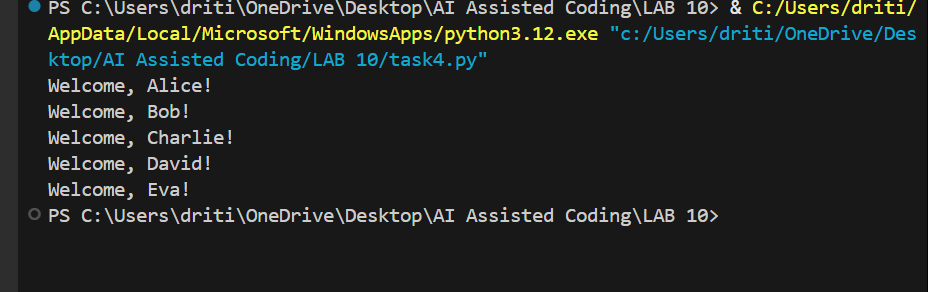 PS C:\Users\driti\OneDrive\Desktop\AI Assisted Coding\LAB 10> & C:/Users/driti/
AppData/Local/Microsoft/WindowsApps/python3.12.exe "c:/Users/driti/OneDrive/Des
ktop/AI Assisted Coding/LAB 10/task4.py"
Welcome, Alice!
Welcome, Bob!
Welcome, Charlie!
Welcome, David!
Welcome, Eva!
PS C:\Users\driti\OneDrive\Desktop\AI Assisted Coding\LAB 10>